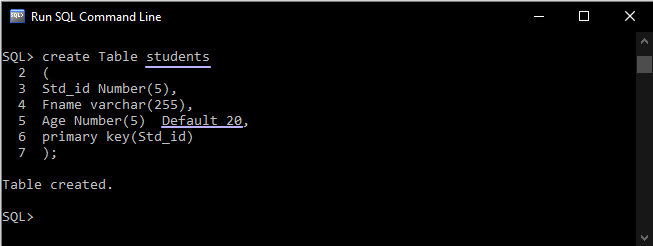 Run SQL Command Line
SQL> create Table students
2 (
3 Std_id Number(5),
4 Fname varchar(255),
5 Age Number(5) Default 20,
6 primary key(Std_id)
7 );
Table created.
SQL>